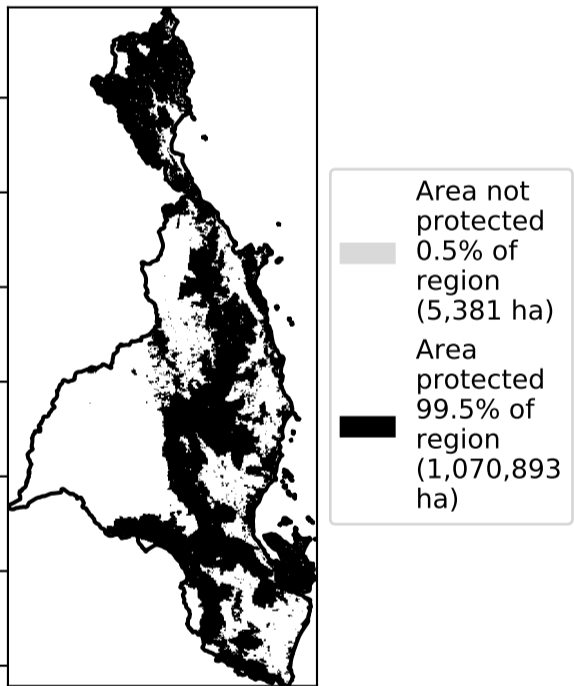 Area not
protected
0.5% of
region
(5,381 ha)
Area
protected
99.5% of
region
(1,070,893
ha)